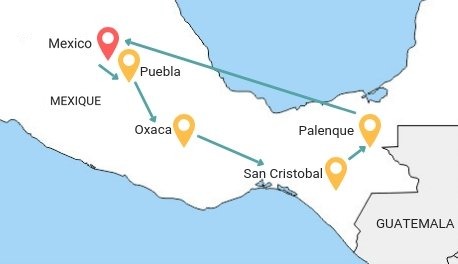 Mexico
Puebla
MEXIQUE
Oxaca
Palenque
San Cristobal
GUATEMALA